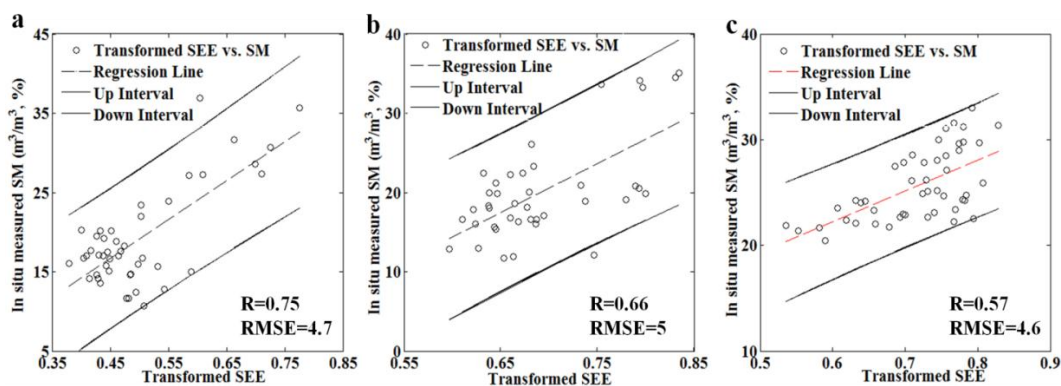 a
Transformed SEE vs. SM
Regression Line
Up Interval
Down Interval
R=0.75
RMSE=4.7
In situ measured SM (m³/m³, %)
45
35
25
15
5
0.35
0.45
0.55
0.65
0.75
0.85
Transformed SEE
b
Transformed SEE vs. SM
Regression Line
Up Interval
Down Interval
R=0.66
RMSE=5
In situ measured SM (m³/m³, %)
40
30
20
10
0
0.55
0.65
0.75
0.85
Transformed SEE
c
Transformed SEE vs. SM
Regression Line
Up Interval
Down Interval
R=0.57
RMSE=4.6
In situ measured SM (m³/m³, %)
40
30
20
10
0.5
0.6
0.7
0.8
0.9
Transformed SEE